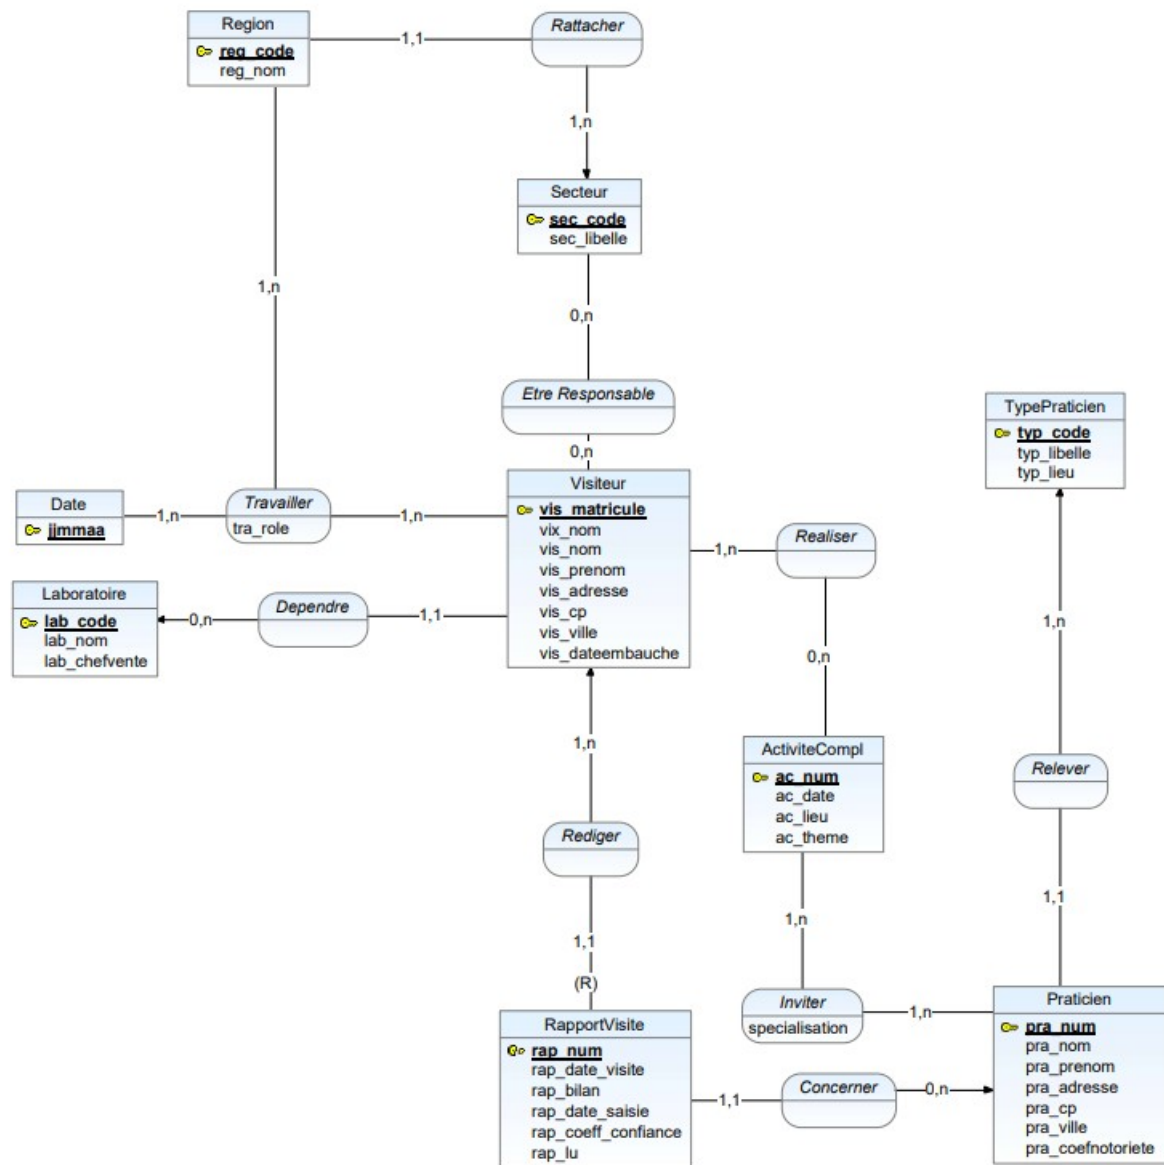 Region
reg_code
reg_nom
1,1
Rattacher
1,n
Secteur
sec_code
sec_libelle
1,n
0,n
Etre Responsable
0,n
TypePraticien
typ_code
typ_libelle
typ_lieu
Date
jjmmaa
1,n
Travailler
tra_role
1,n
Visiteur
vis_matricule
vix_nom
vis_nom
vis_prenom
vis_adresse
vis_cp
vis_ville
vis_dateembauche
1,n
Realiser
Laboratoire
lab_code
lab_nom
lab_chefvente
0,n
Dependre
1,1
1,n
0,n
1,n
ActiviteCompl
ac_num
ac_date
ac_lieu
ac_theme
Relever
Rediger
1,1
1,n
1,1
(R)
Inviter
specialisation
1,n
Praticien
pra_num
pra_nom
pra_prenom
pra_adresse
pra_cp
pra_ville
pra_coefnotoriete
RapportVisite
rap_num
rap_date_visite
rap_bilan
rap_date_saisie
rap_coeff_confiance
rap_lu
1,1
Concerner
0,n